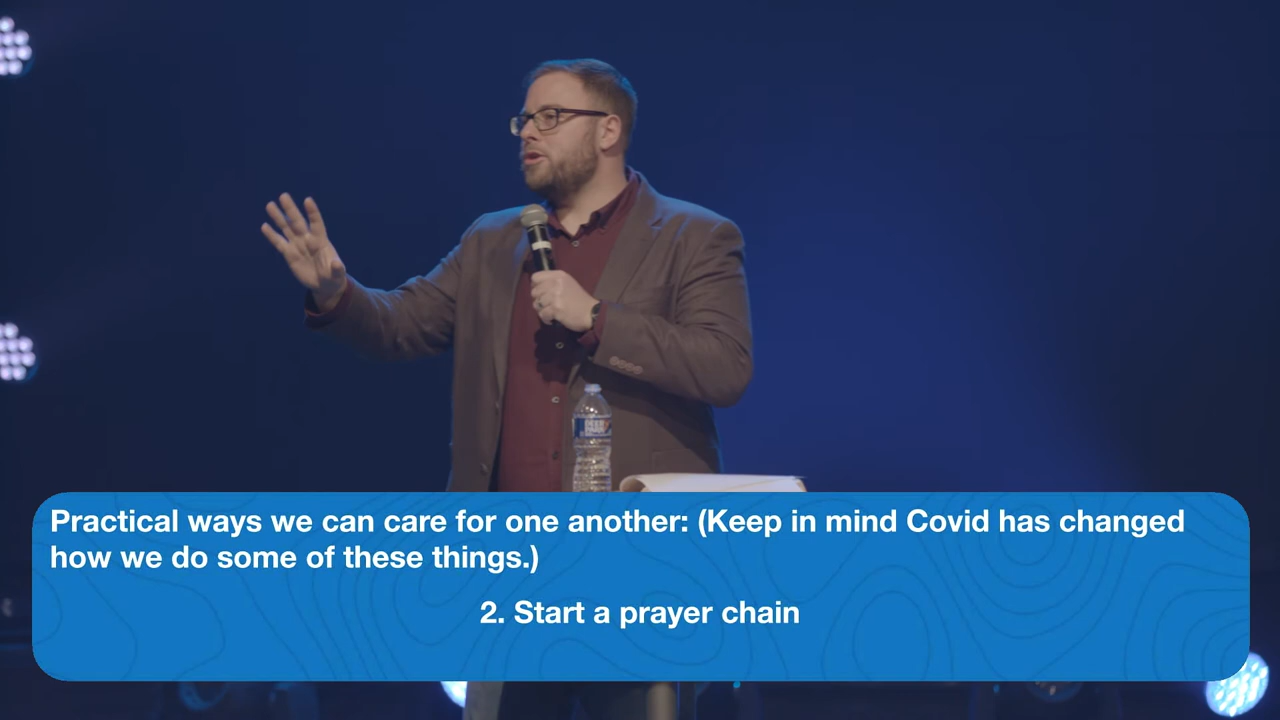 Practical ways we can care for one another: (Keep in mind Covid has changed
how we do some of these things.)
2. Start a prayer chain